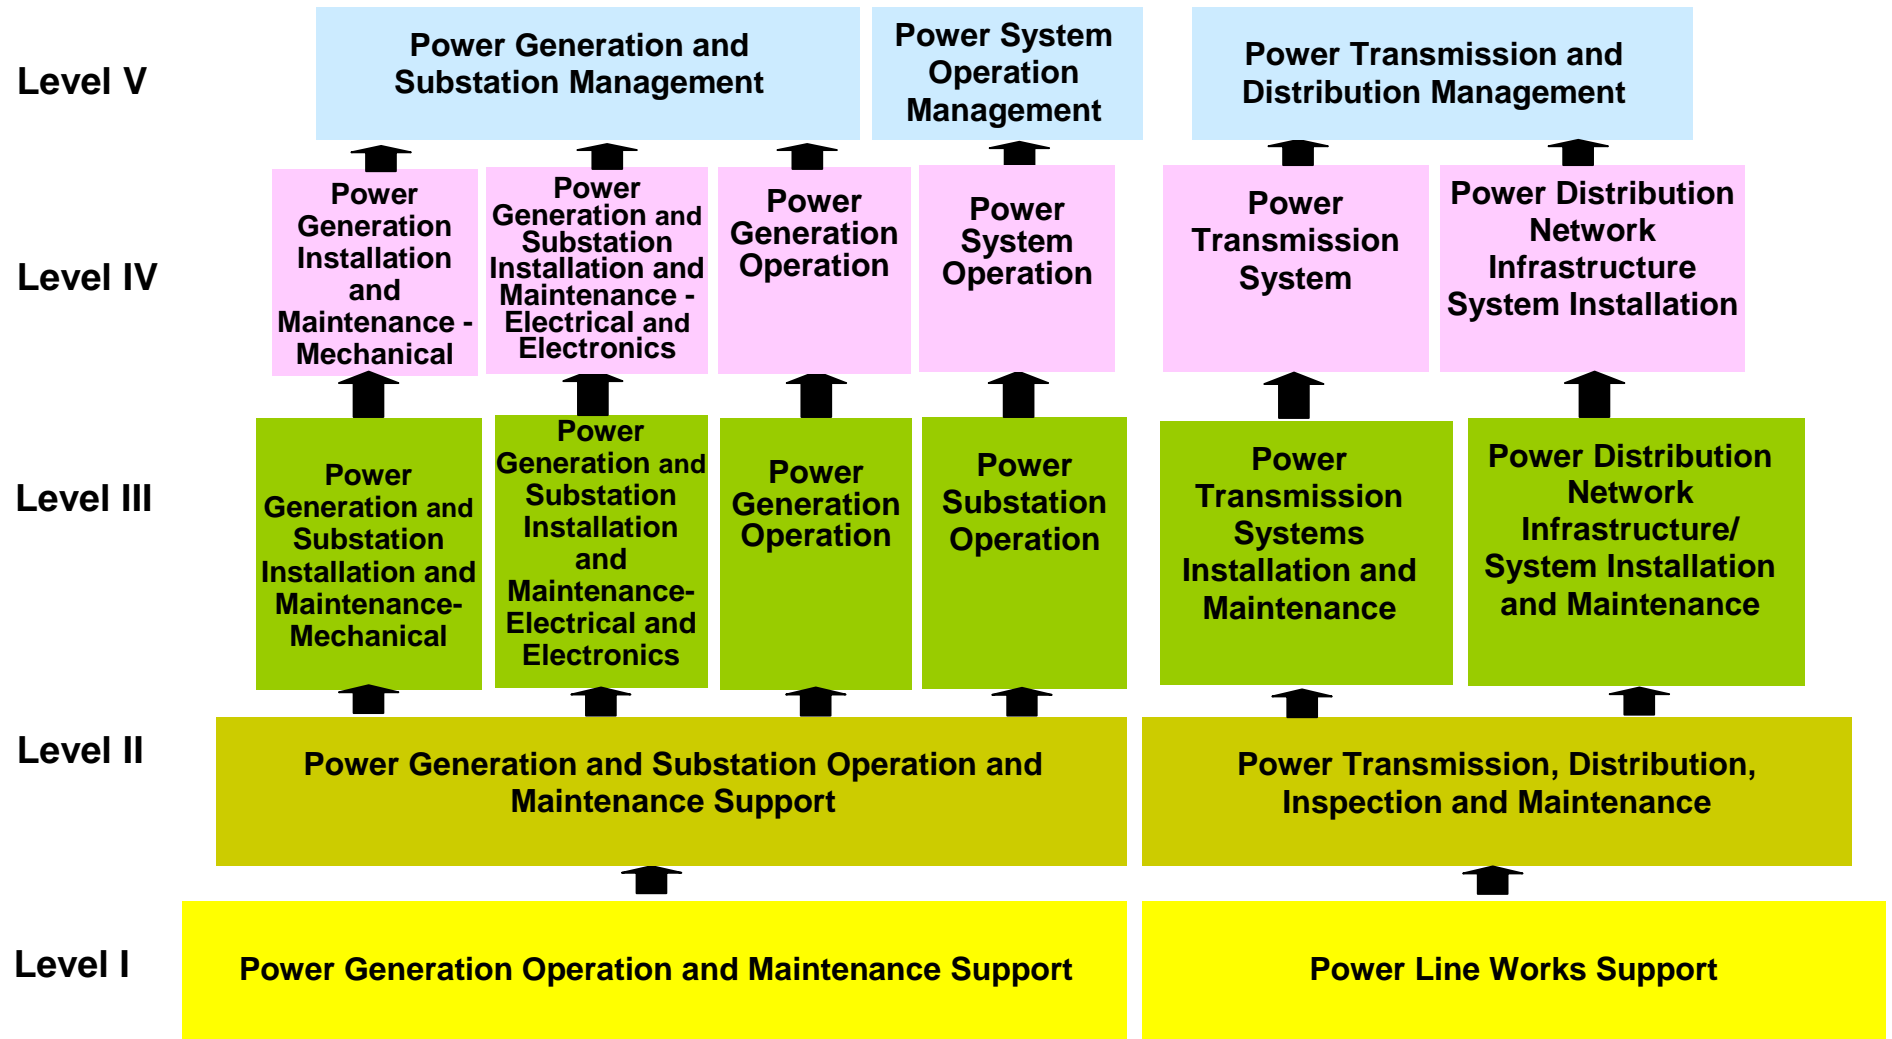 Level V
Power Generation and
Substation Management
Power System
Operation
Management
Power Transmission and
Distribution Management
Level IV
Power
Generation
Installation
and
Maintenance -
Mechanical
Power
Generation and
Substation
Installation and
Maintenance -
Electrical and
Electronics
Power
Generation
Operation
Power
System
Operation
Power
Transmission
System
Power Distribution
Network
Infrastructure
System Installation
Level III
Power
Generation and
Substation
Installation and
Maintenance-
Mechanical
Power
Generation and
Substation
Installation
and
Maintenance-
Electrical and
Electronics
Power
Generation
Operation
Power
Substation
Operation
Power
Transmission
Systems
Installation and
Maintenance
Power Distribution
Network
Infrastructure/
System Installation
and Maintenance
Level II
Power Generation and Substation Operation and
Maintenance Support
Power Transmission, Distribution,
Inspection and Maintenance
Level I
Power Generation Operation and Maintenance Support
Power Line Works Support